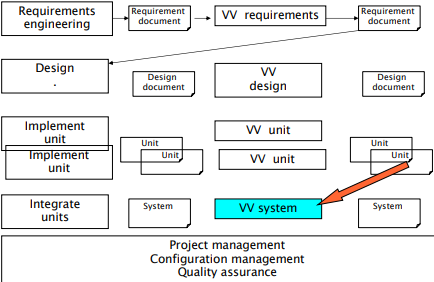 Requirements
engineering
Requirement
document
VV requirements
Requirement
document
Design
.
Design
document
VV
design
Design
document
Implement
unit
Implement
unit
Unit
Unit
VV unit
VV unit
Unit
Unit
Integrate
units
System
VV system
System
Project management
Configuration management
Quality assurance